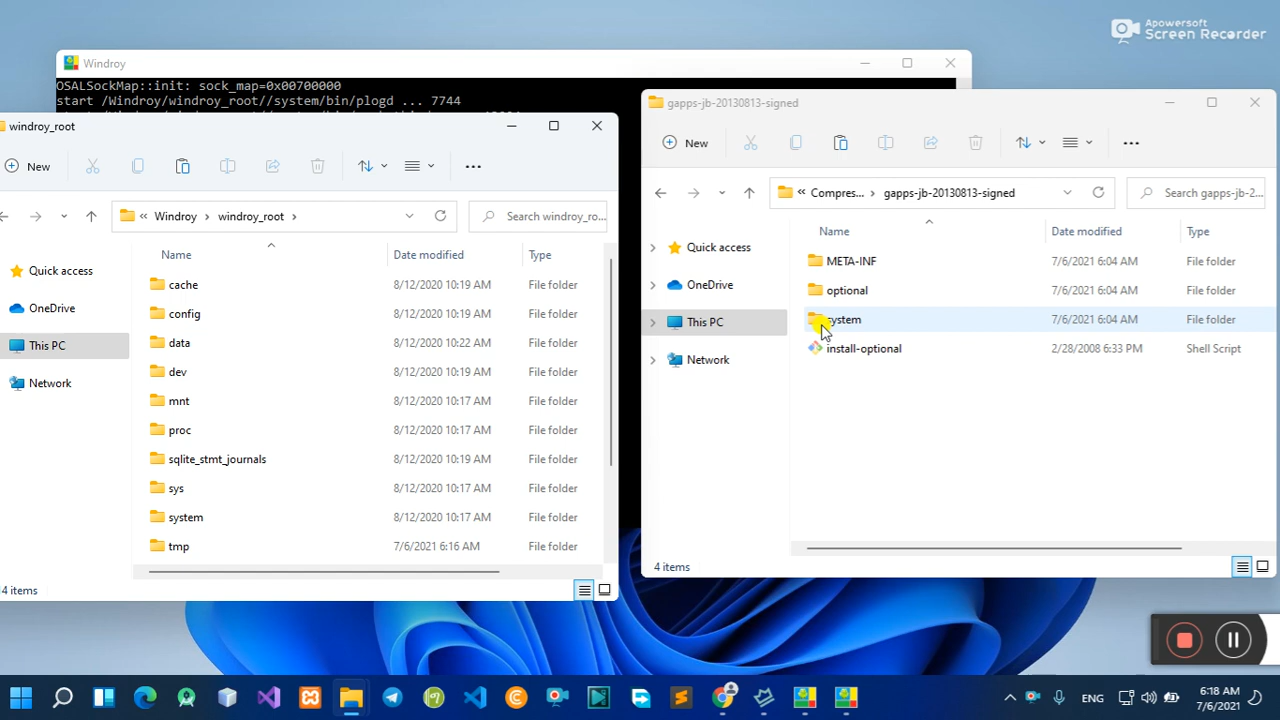 Apowersoft
Screen Recorder
Windroy
OSALSockMap::init: sock_map=0x00700000
start /Windroy/windroy_root//system/bin/plogd ... 7744
windroy_root
New
Windroy
windroy_root
Search windroy_ro...
Name
Date modified
Type
Quick access
OneDrive
This PC
Network
cache 8/12/2020 10:19 AM File folder
config 8/12/2020 10:19 AM File folder
data 8/12/2020 10:22 AM File folder
dev 8/12/2020 10:19 AM File folder
mnt 8/12/2020 10:17 AM File folder
proc 8/12/2020 10:17 AM File folder
sqlite_stmt_journals 8/12/2020 10:19 AM File folder
sys 8/12/2020 10:17 AM File folder
system 8/12/2020 10:17 AM File folder
tmp 7/6/2021 6:16 AM File folder
4 items
gapps-jb-20130813-signed
New
« Compres... gapps-jb-20130813-signed
Search gapps-jb-2...
Name
Date modified
Type
Quick access
OneDrive
This PC
Network
META-INF 7/6/2021 6:04 AM File folder
optional 7/6/2021 6:04 AM File folder
system 7/6/2021 6:04 AM File folder
install-optional 2/28/2008 6:33 PM Shell Script
4 items
ENG
6:18 AM
7/6/2021